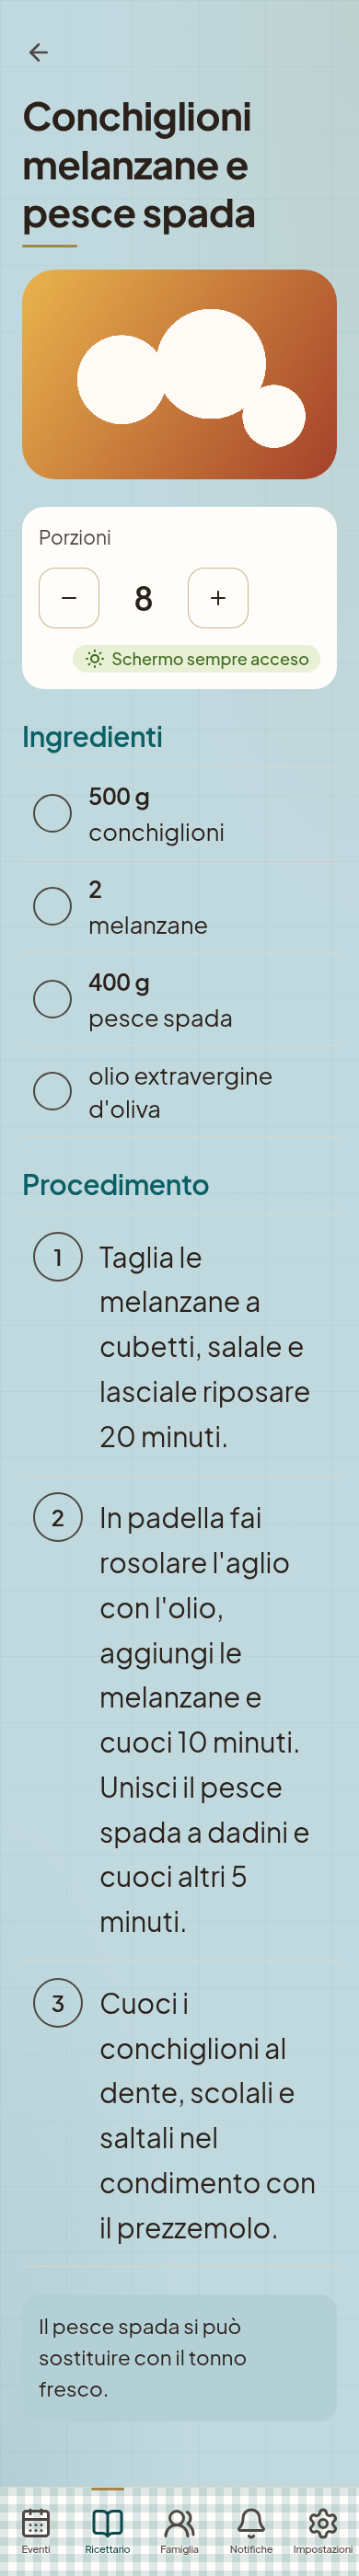 Conchiglioni
melanzane e
pesce spada
Porzioni
− 8 +
Schermo sempre acceso
Ingredienti
500 g
conchiglioni
2
melanzane
400 g
pesce spada
olio extravergine
d'oliva
Procedimento
1 Taglia le
melanzane a
cubetti, salale e
lasciale riposare
20 minuti.
2 In padella fai
rosolare l'aglio
con l'olio,
aggiungi le
melanzane e
cuoci 10 minuti.
Unisci il pesce
spada a dadini e
cuoci altri 5
minuti.
3 Cuoci i
conchiglioni al
dente, scolali e
saltali nel
condimento con
il prezzemolo.
Il pesce spada si può
sostituire con il tonno
fresco.
Eventi Ricettario Famiglia Notifiche Impostazioni